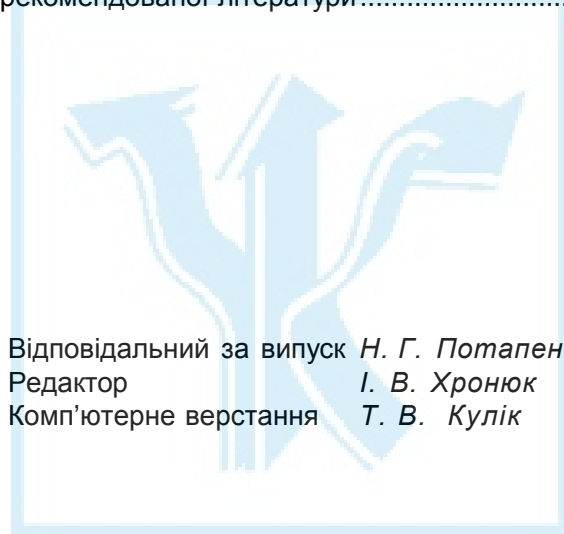 рекомендованої літератури...........................
Відповідальний за випуск Н. Г. Потапен
Редактор І. В. Хронюк
Комп’ютерне верстання Т. В. Кулік